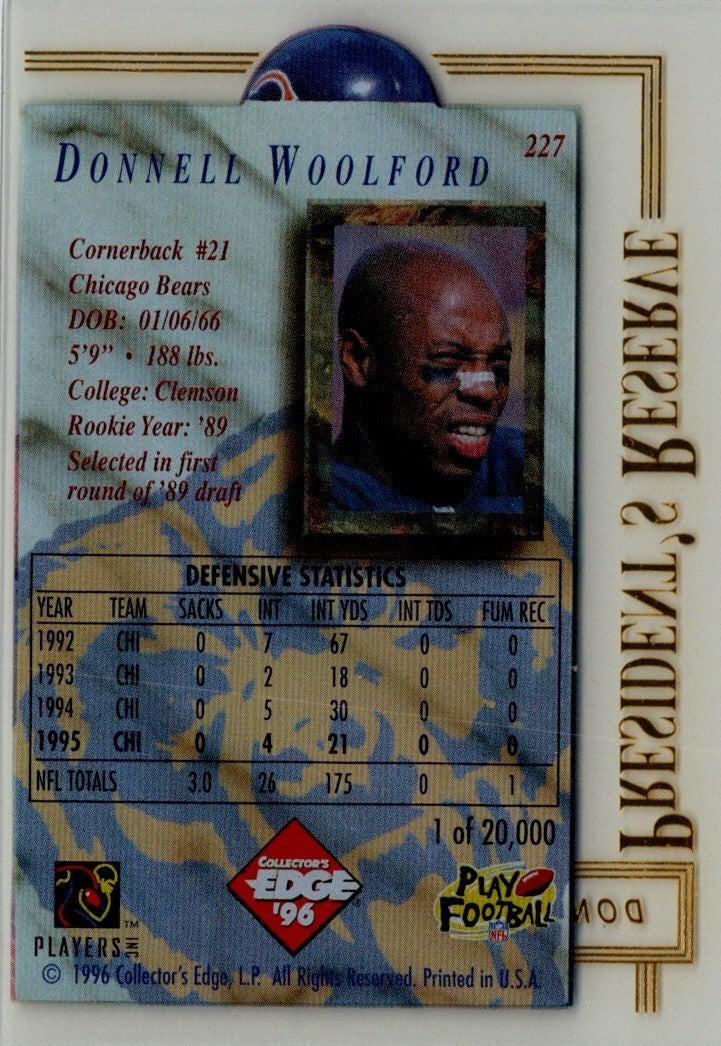 227
DONNELL WOOLFORD
Cornerback #21
Chicago Bears
DOB: 01/06/66
5'9" • 188 lbs.
College: Clemson
Rookie Year: '89
Selected in first
round of '89 draft
DEFENSIVE STATISTICS
YEAR TEAM SACKS INT INT YDS INT TDS FUM REC
1992 CHI 0 7 67 0 0
1993 CHI 0 2 18 0 0
1994 CHI 0 5 30 0 0
1995 CHI 0 4 21 0 0
NFL TOTALS 3.0 26 175 0 1
1 of 20,000
COLLECTOR'S
EDGE
'96
PLAY
FOOTBALL
NFL
PLAYERS INC
TM
© 1996 Collector's Edge, L.P. All Rights Reserved. Printed in U.S.A.
PRESIDENT'S RESERVE
DON